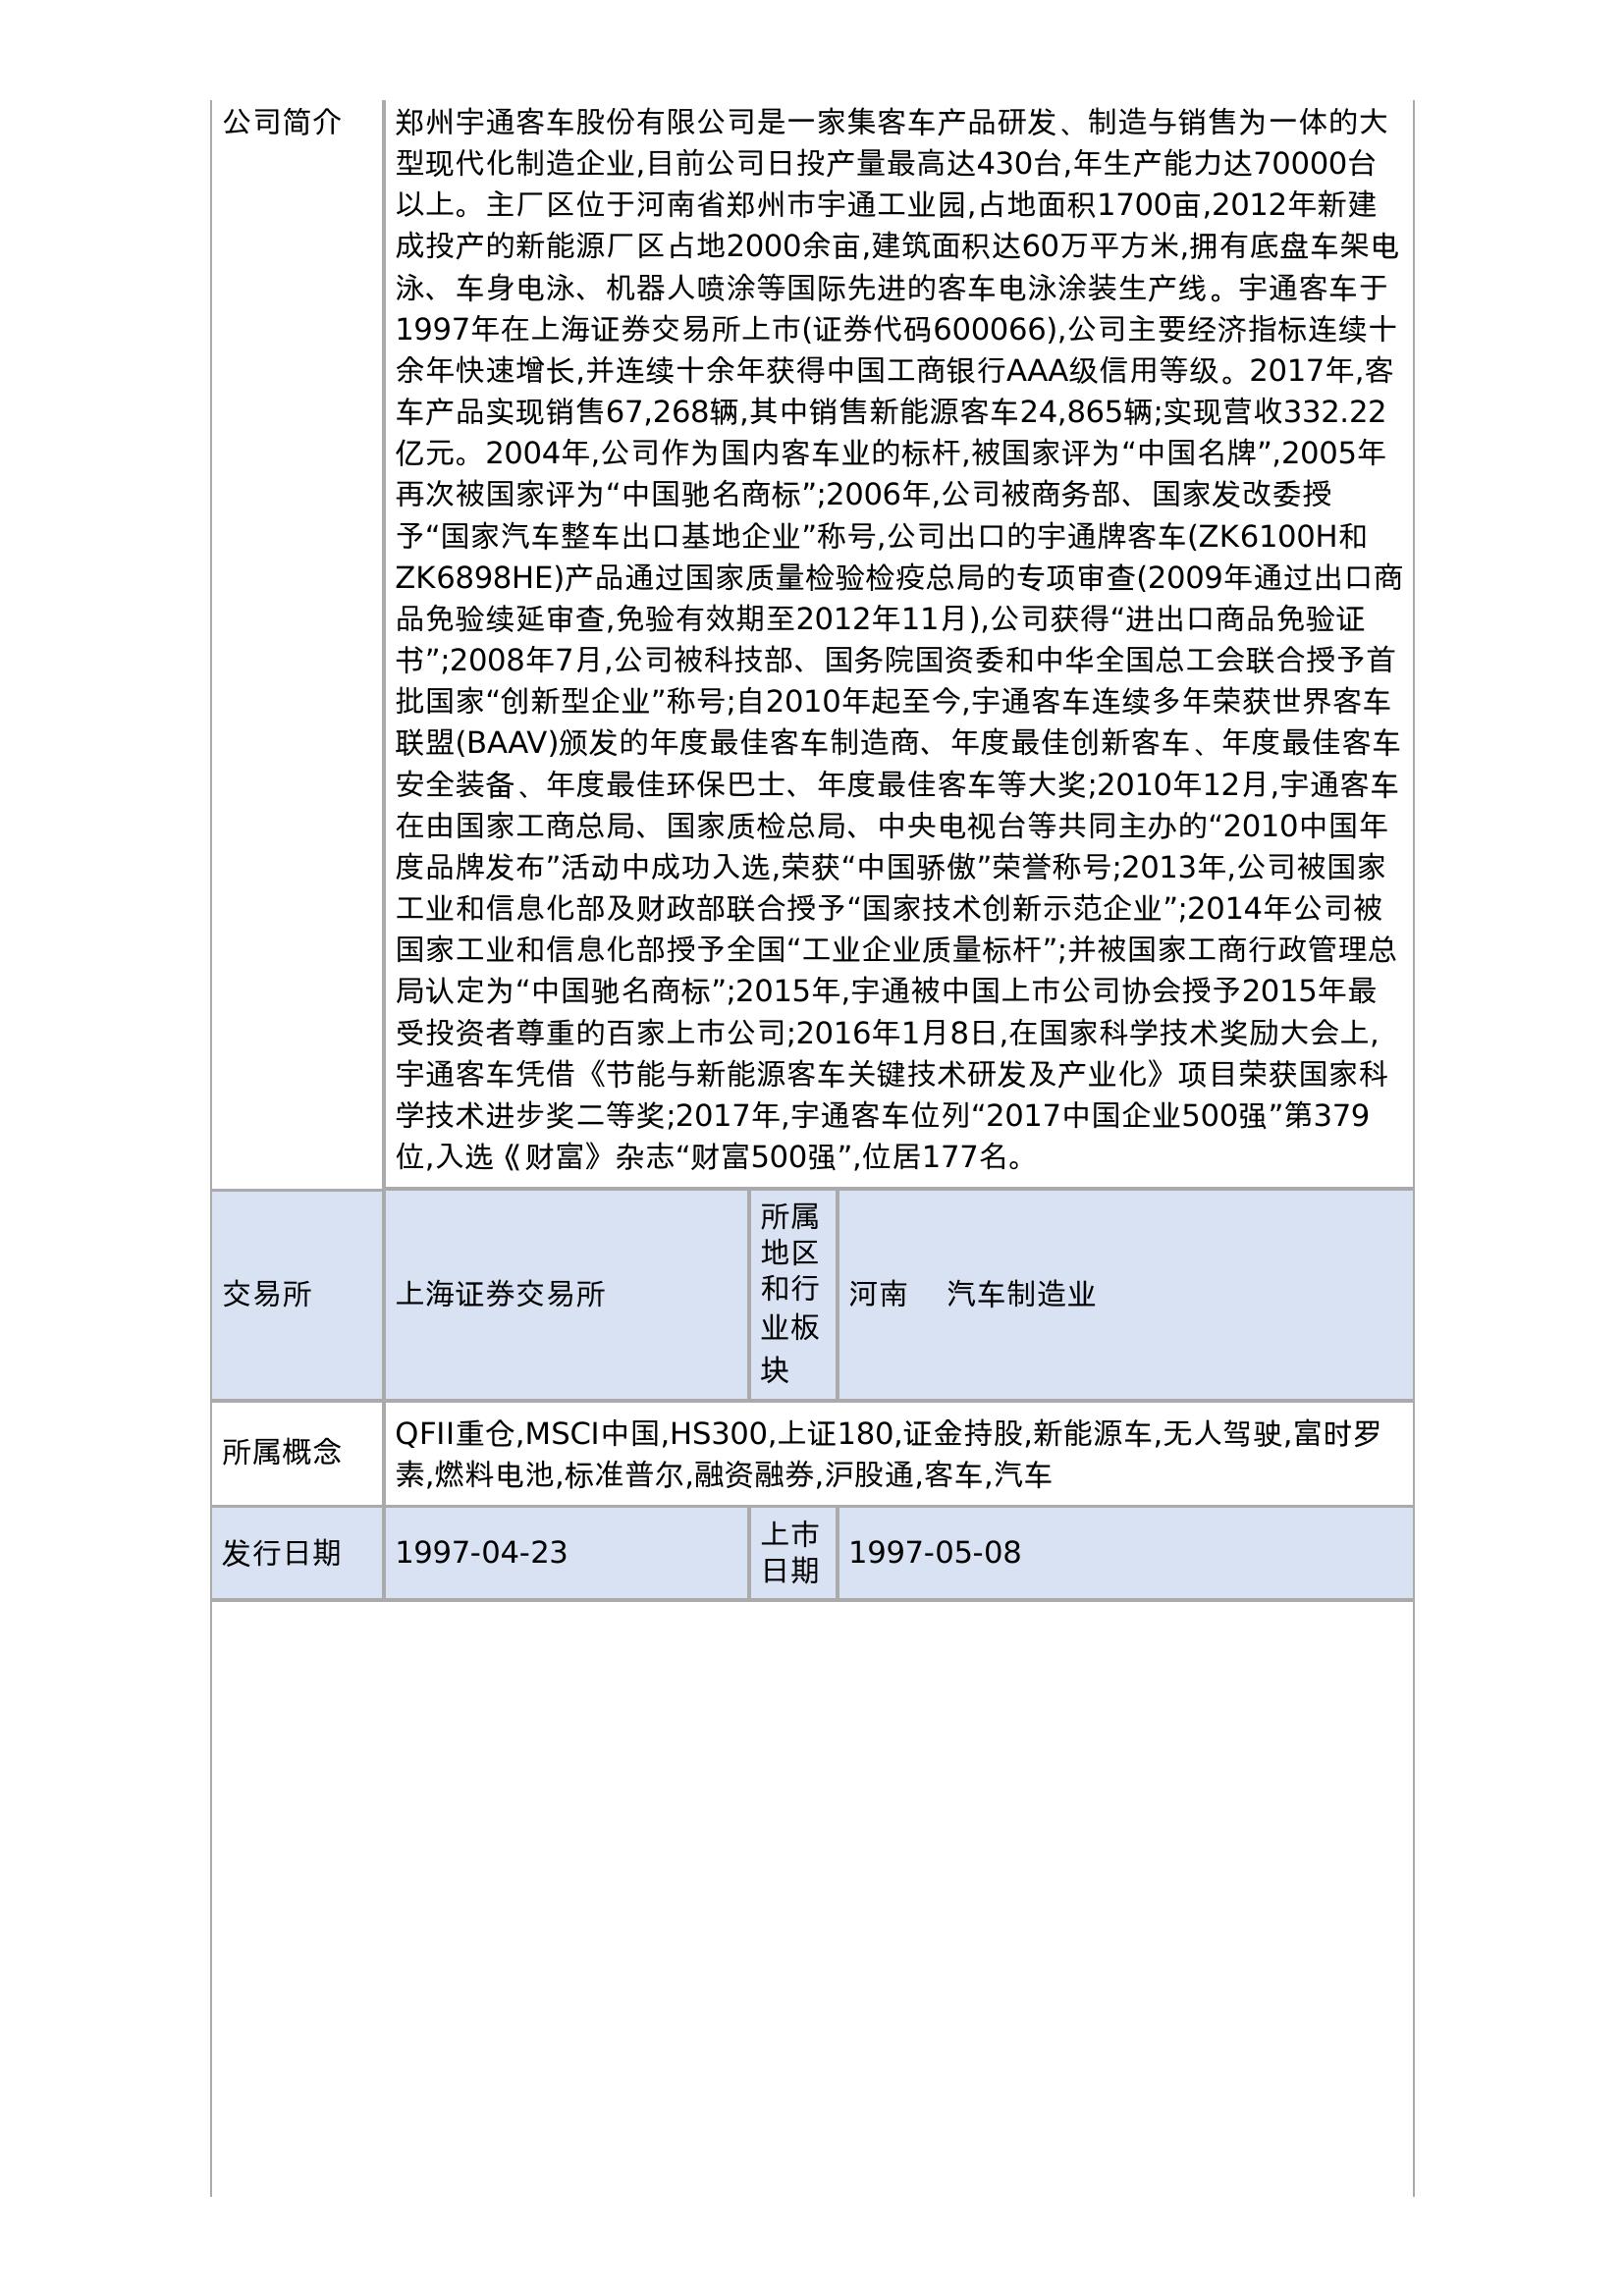 公司简介
郑州宇通客车股份有限公司是一家集客车产品研发、制造与销售为一体的大
型现代化制造企业,目前公司日投产量最高达430台,年生产能力达70000台
以上。主厂区位于河南省郑州市宇通工业园,占地面积1700亩,2012年新建
成投产的新能源厂区占地2000余亩,建筑面积达60万平方米,拥有底盘车架电
泳、车身电泳、机器人喷涂等国际先进的客车电泳涂装生产线。宇通客车于
1997年在上海证券交易所上市(证券代码600066),公司主要经济指标连续十
余年快速增长,并连续十余年获得中国工商银行AAA级信用等级。2017年,客
车产品实现销售67,268辆,其中销售新能源客车24,865辆;实现营收332.22
亿元。2004年,公司作为国内客车业的标杆,被国家评为“中国名牌”,2005年
再次被国家评为“中国驰名商标”;2006年,公司被商务部、国家发改委授
予“国家汽车整车出口基地企业”称号,公司出口的宇通牌客车(ZK6100H和
ZK6898HE)产品通过国家质量检验检疫总局的专项审查(2009年通过出口商
品免验续延审查,免验有效期至2012年11月),公司获得“进出口商品免验证
书”;2008年7月,公司被科技部、国务院国资委和中华全国总工会联合授予首
批国家“创新型企业”称号;自2010年起至今,宇通客车连续多年荣获世界客车
联盟(BAAV)颁发的年度最佳客车制造商、年度最佳创新客车、年度最佳客车
安全装备、年度最佳环保巴士、年度最佳客车等大奖;2010年12月,宇通客车
在由国家工商总局、国家质检总局、中央电视台等共同主办的“2010中国年
度品牌发布”活动中成功入选,荣获“中国骄傲”荣誉称号;2013年,公司被国家
工业和信息化部及财政部联合授予“国家技术创新示范企业”;2014年公司被
国家工业和信息化部授予全国“工业企业质量标杆”;并被国家工商行政管理总
局认定为“中国驰名商标”;2015年,宇通被中国上市公司协会授予2015年最
受投资者尊重的百家上市公司;2016年1月8日,在国家科学技术奖励大会上,
宇通客车凭借《节能与新能源客车关键技术研发及产业化》项目荣获国家科
学技术进步奖二等奖;2017年,宇通客车位列“2017中国企业500强”第379
位,入选《财富》杂志“财富500强”,位居177名。
交易所
上海证券交易所
所属
地区
和行
业板
块
河南 汽车制造业
所属概念
QFII重仓,MSCI中国,HS300,上证180,证金持股,新能源车,无人驾驶,富时罗
素,燃料电池,标准普尔,融资融券,沪股通,客车,汽车
发行日期
1997-04-23
上市
日期
1997-05-08